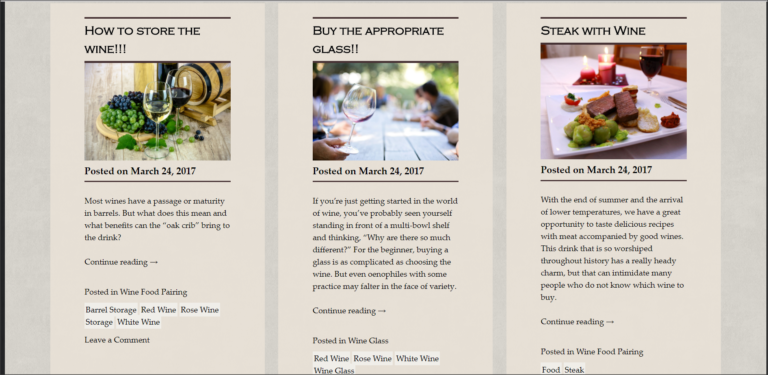 How to store the
wine!!!
Posted on March 24, 2017
Most wines have a passage or maturity
in barrels. But what does this mean and
what benefits can the "oak crib" bring to
the drink?
Continue reading →
Posted in Wine Food Pairing
Barrel Storage Red Wine Rose Wine
Storage White Wine
Leave a Comment
Buy the appropriate
glass!!
Posted on March 24, 2017
If you're just getting started in the world
of wine, you've probably seen yourself
standing in front of a multi-bowl shelf
and thinking, "Why are there so much
different?" For the beginner, buying a
glass is as complicated as choosing the
wine. But even oenophiles with some
practice may falter in the face of variety.
Continue reading →
Posted in Wine Glass
Red Wine Rose Wine White Wine
Wine Glass
Steak with Wine
Posted on March 24, 2017
With the end of summer and the arrival
of lower temperatures, we have a great
opportunity to taste delicious recipes
with meat accompanied by good wines.
This drink that is so worshiped
throughout history has a really heady
charm, but that can intimidate many
people who do not know which wine to
buy.
Continue reading →
Posted in Wine Food Pairing
Food Steak